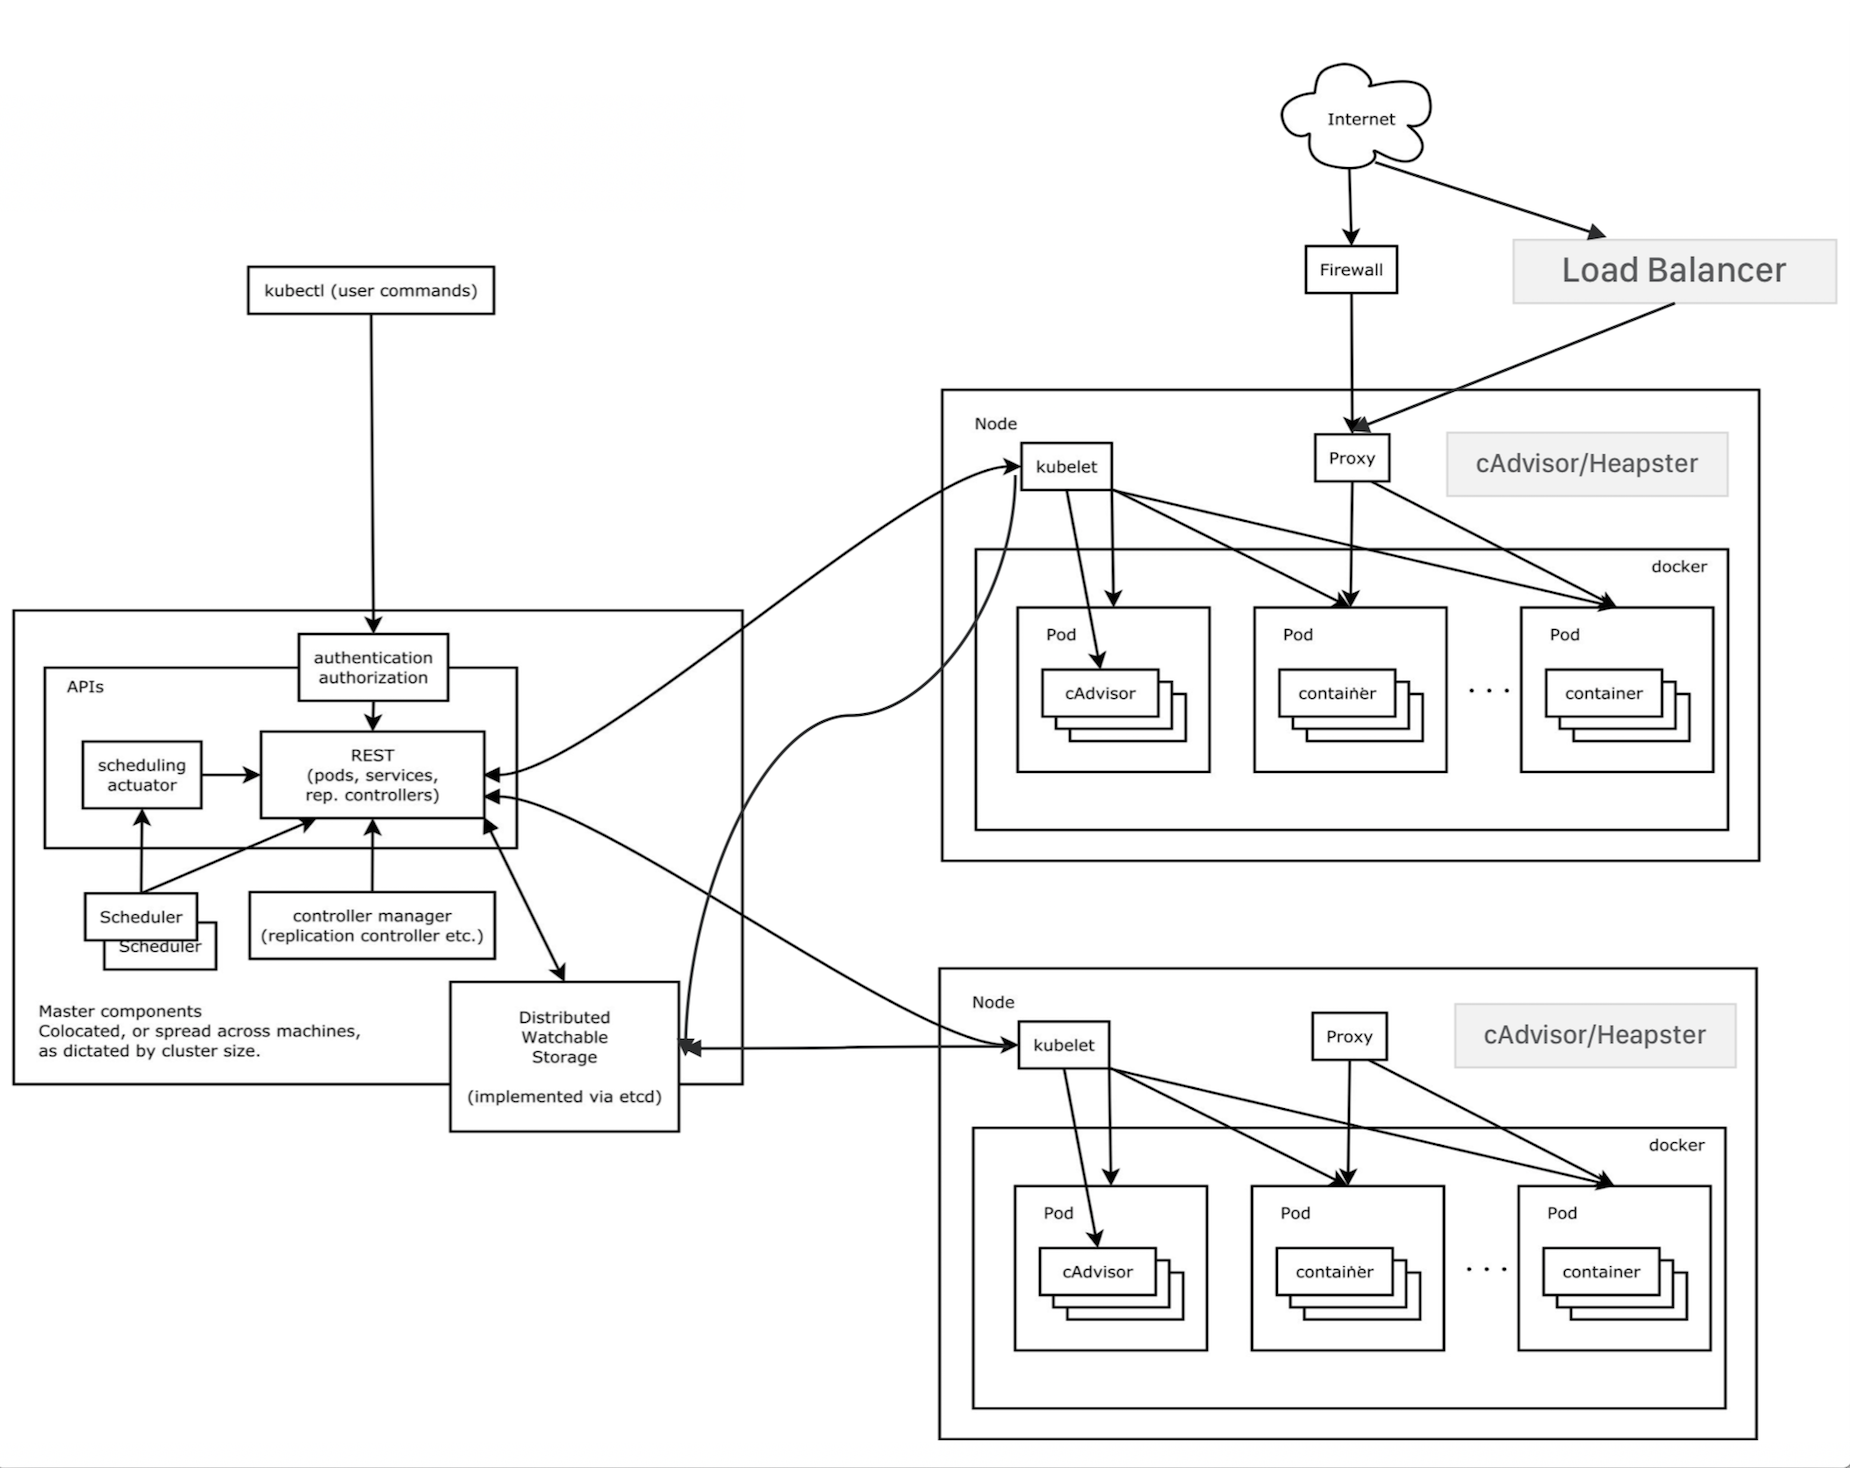 Internet
Firewall
Load Balancer
kubectl (user commands)
Node
kubelet
Proxy
cAdvisor/Heapster
docker
Pod
cAdvisor
Pod
container
. . .
Pod
container
authentication
authorization
APIs
scheduling
actuator
REST
(pods, services,
rep. controllers)
Scheduler
Scheduler
controller manager
(replication controller etc.)
Master components
Colocated, or spread across machines,
as dictated by cluster size.
Distributed
Watchable
Storage
(implemented via etcd)
Node
kubelet
Proxy
cAdvisor/Heapster
docker
Pod
cAdvisor
Pod
container
. . .
Pod
container